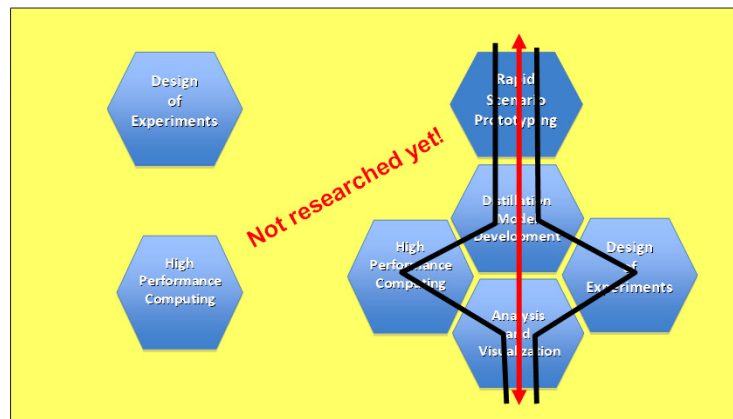 Design
of
Experiments
High
Performance
Computing
Not researched yet!
Rapid
Scenario
Prototyping
Distillation
Model
Development
High
Performance
Computing
Design
of
Experiments
Analysis
and
Visualization